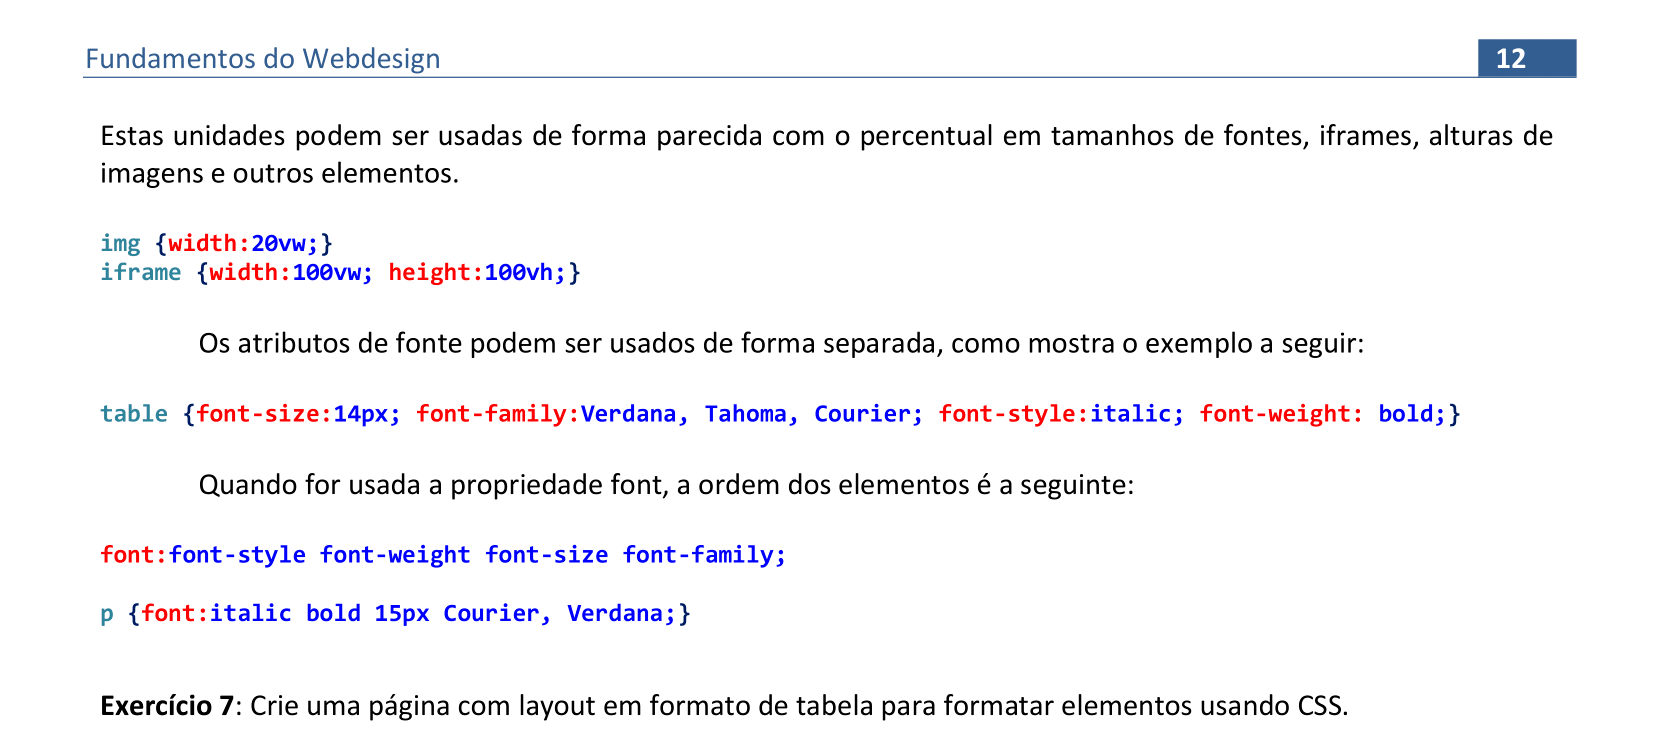 Fundamentos do Webdesign 12
Estas unidades podem ser usadas de forma parecida com o percentual em tamanhos de fontes, iframes, alturas de
imagens e outros elementos.
img {width:20vw;}
iframe {width:100vw; height:100vh;}
Os atributos de fonte podem ser usados de forma separada, como mostra o exemplo a seguir:
table {font-size:14px; font-family:Verdana, Tahoma, Courier; font-style:italic; font-weight: bold;}
Quando for usada a propriedade font, a ordem dos elementos é a seguinte:
font:font-style font-weight font-size font-family;
p {font:italic bold 15px Courier, Verdana;}
Exercício 7: Crie uma página com layout em formato de tabela para formatar elementos usando CSS.